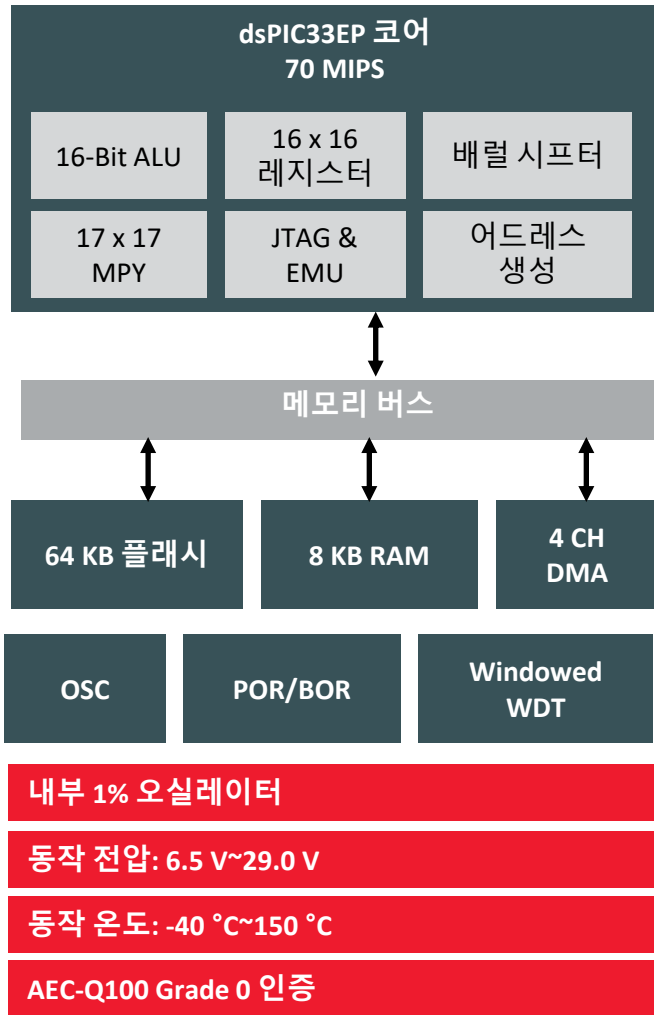 dsPIC33EP 코어
70 MIPS
16-Bit ALU
16 x 16
레지스터
배럴 시프터
17 x 17
MPY
JTAG &
EMU
어드레스
생성
메모리 버스
64 KB 플래시
8 KB RAM
4 CH
DMA
OSC
POR/BOR
Windowed
WDT
내부 1% 오실레이터
동작 전압: 6.5 V~29.0 V
동작 온도: -40 °C~150 °C
AEC-Q100 Grade 0 인증